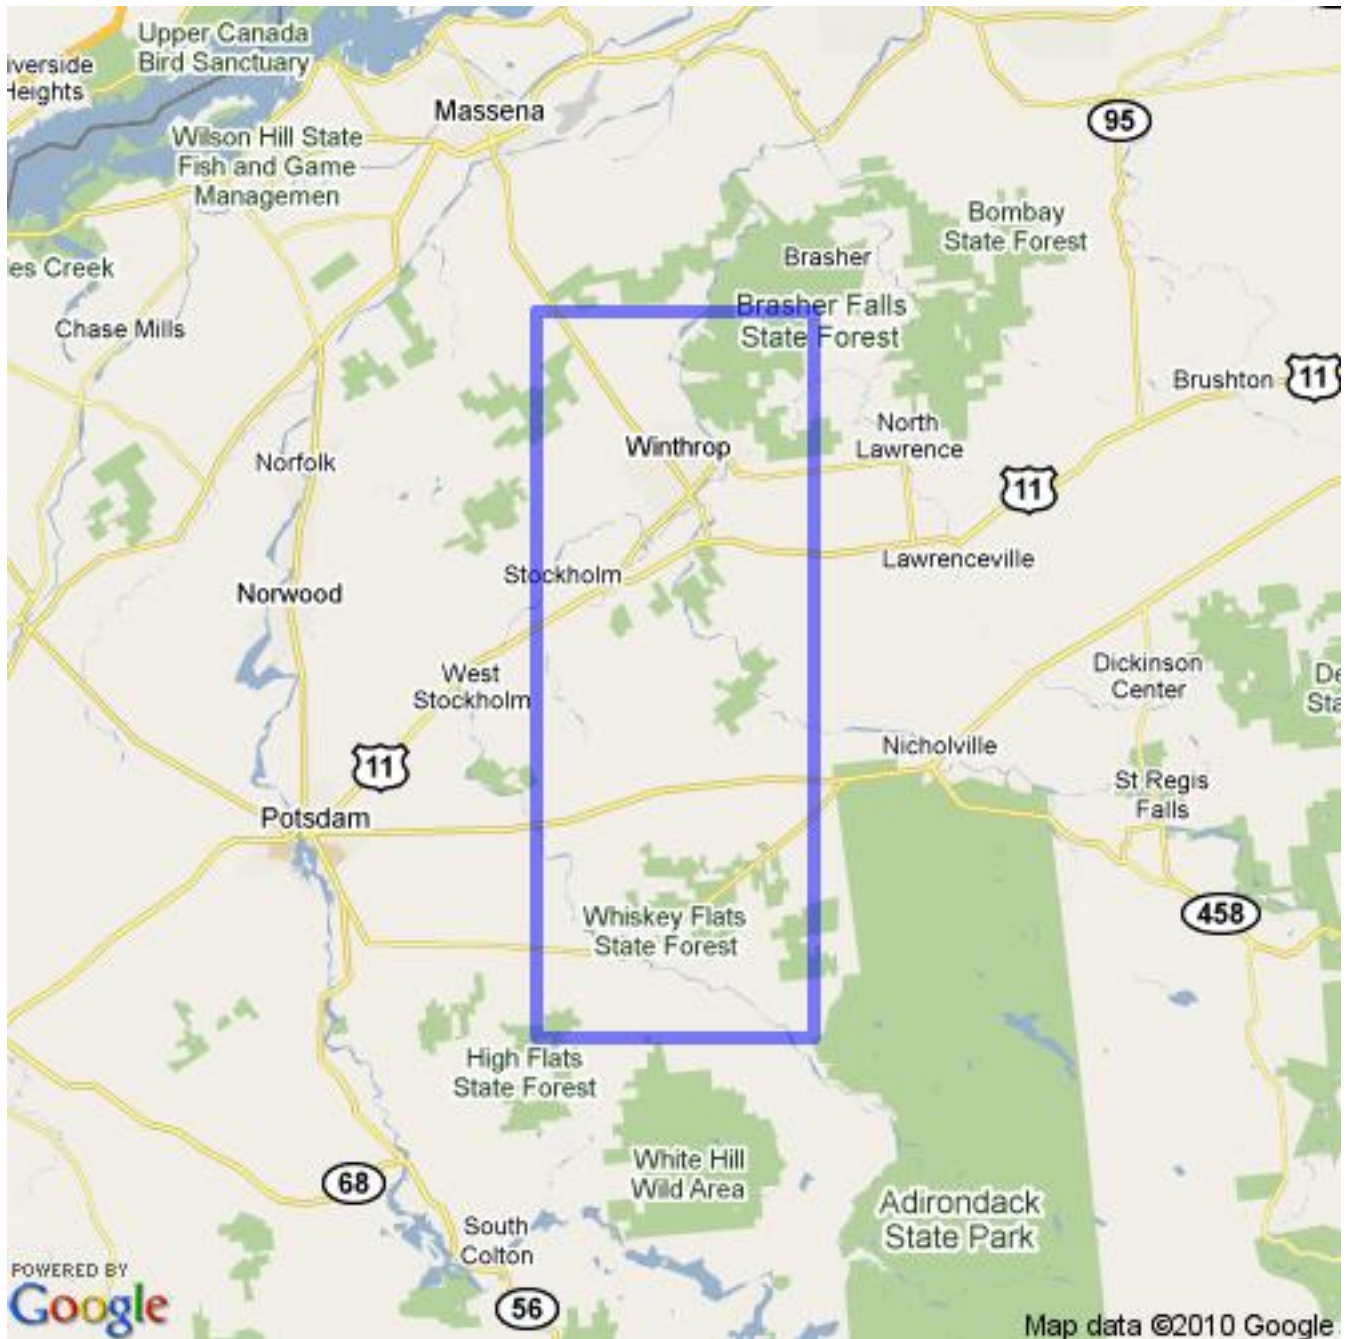 Upper Canada
Bird Sanctuary
iverside
Heights
Massena
95
Wilson Hill State
Fish and Game
Managemen
Bombay
State Forest
Brasher
es Creek
Brasher Falls
State Forest
Chase Mills
Brushton
11
North
Lawrence
Winthrop
Norfolk
11
Lawrenceville
Stockholm
Norwood
West
Stockholm
Dickinson
Center
De
Sta
Nicholville
11
St Regis
Falls
Potsdam
458
Whiskey Flats
State Forest
High Flats
State Forest
White Hill
Wild Area
68
Adirondack
State Park
South
Colton
POWERED BY
Google
56
Map data ©2010 Google